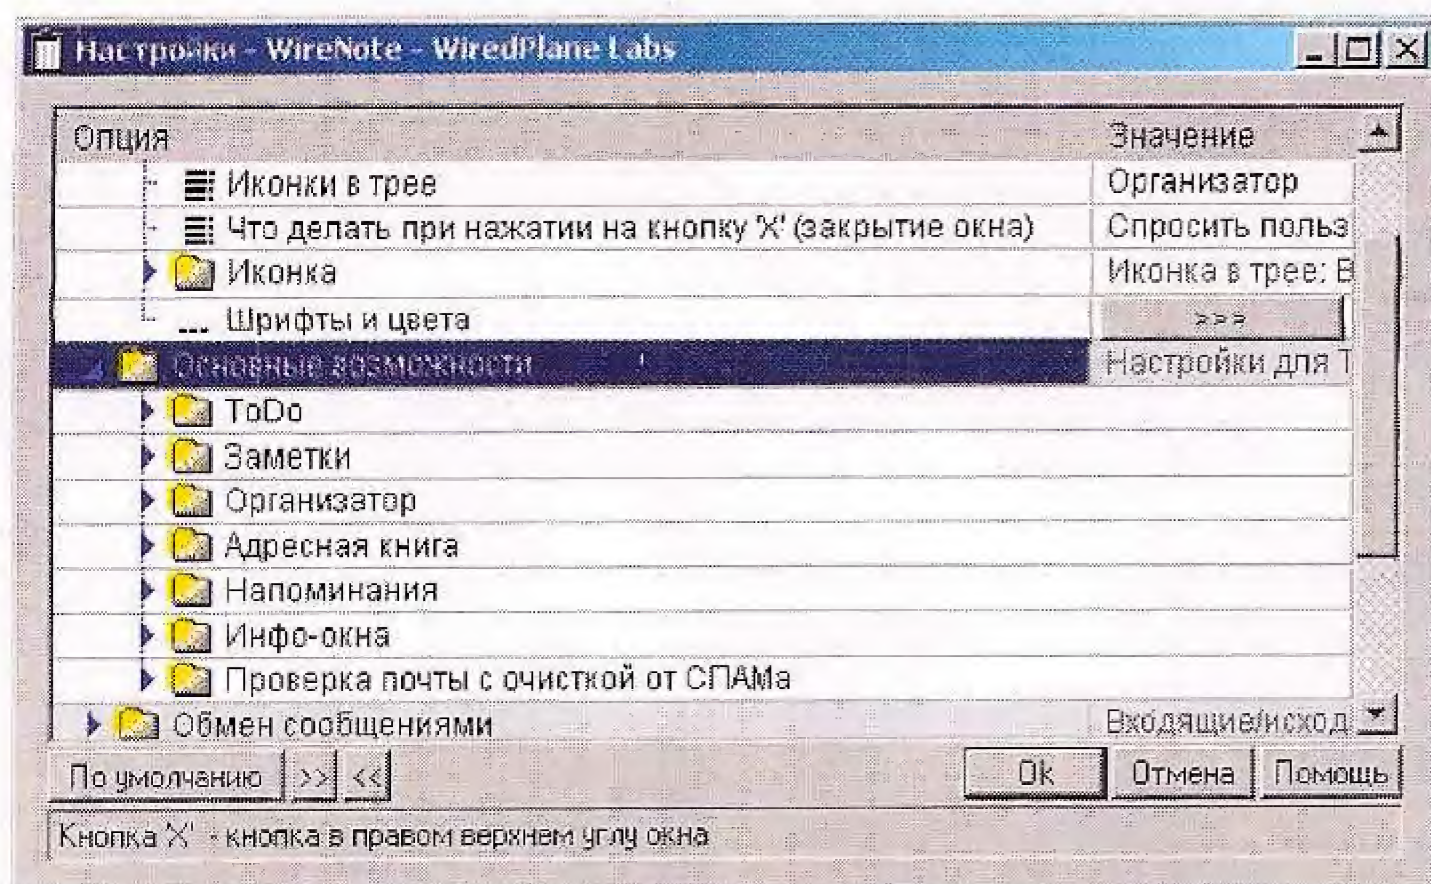 Настройки - WireNote - WiredPlane Labs
Опция Значение
Иконки в трее Организатор
Что делать при нажатии на кнопку 'X' (закрытие окна) Спросить польз
Иконка Иконка в трее: В
... Шрифты и цвета >>>
Основные возможности Настройки для T
ToDo
Заметки
Организатор
Адресная книга
Напоминания
Инфо-окна
Проверка почты с очисткой от СПАМа
Обмен сообщениями Входящие/исход
По умолчанию >> << Ok Отмена Помощь
Кнопка 'X' - кнопка в правом верхнем углу окна